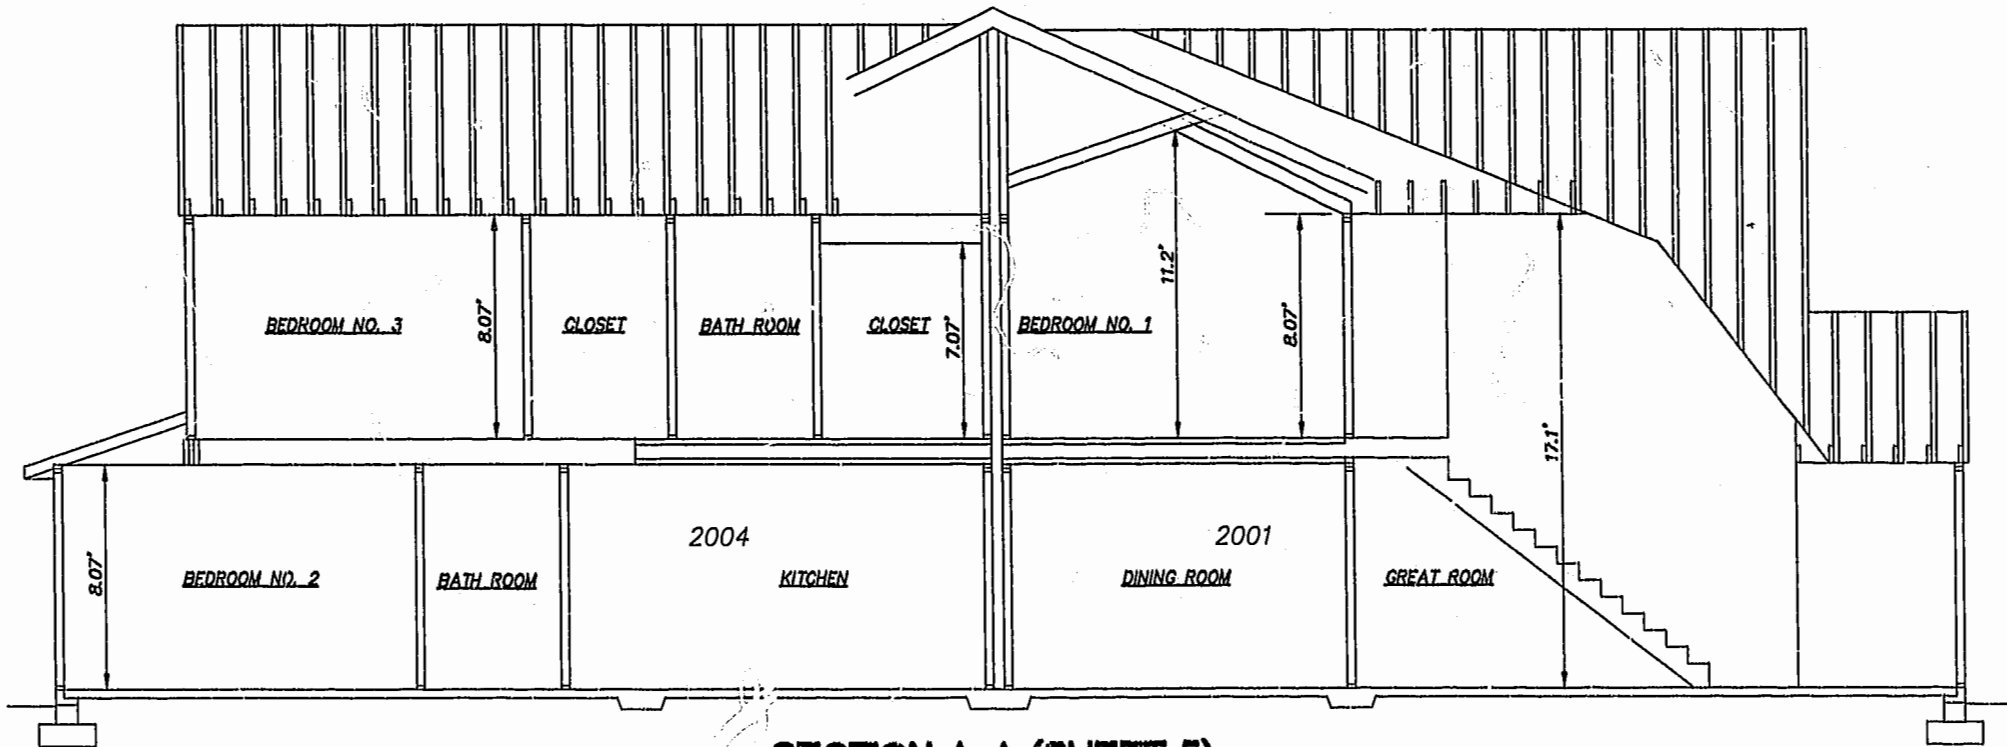 11.2'
BEDROOM NO. 3
8.07'
CLOSET
BATH ROOM
CLOSET
7.07'
BEDROOM NO. 1
8.07'
17.1'
2004
2001
8.07'
BEDROOM NO. 2
BATH ROOM
KITCHEN
DINING ROOM
GREAT ROOM
SECTION A-A